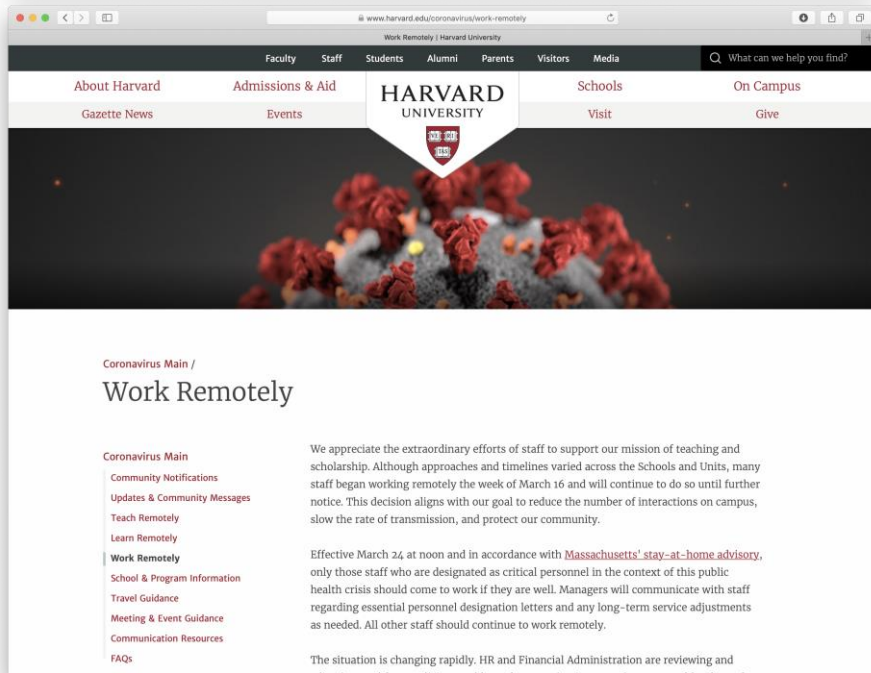 www.harvard.edu/coronavirus/work-remotely
Work Remotely | Harvard University
Faculty Staff Students Alumni Parents Visitors Media
What can we help you find?
About Harvard Admissions & Aid Schools On Campus
HARVARD
UNIVERSITY
Gazette News Events Visit Give
VE RI
TAS
Coronavirus Main /
Work Remotely
Coronavirus Main
Community Notifications
Updates & Community Messages
Teach Remotely
Learn Remotely
Work Remotely
School & Program Information
Travel Guidance
Meeting & Event Guidance
Communication Resources
FAQs
We appreciate the extraordinary efforts of staff to support our mission of teaching and
scholarship. Although approaches and timelines varied across the Schools and Units, many
staff began working remotely the week of March 16 and will continue to do so until further
notice. This decision aligns with our goal to reduce the number of interactions on campus,
slow the rate of transmission, and protect our community.
Effective March 24 at noon and in accordance with Massachusetts' stay-at-home advisory,
only those staff who are designated as critical personnel in the context of this public
health crisis should come to work if they are well. Managers will communicate with staff
regarding essential personnel designation letters and any long-term service adjustments
as needed. All other staff should continue to work remotely.
The situation is changing rapidly. HR and Financial Administration are reviewing and